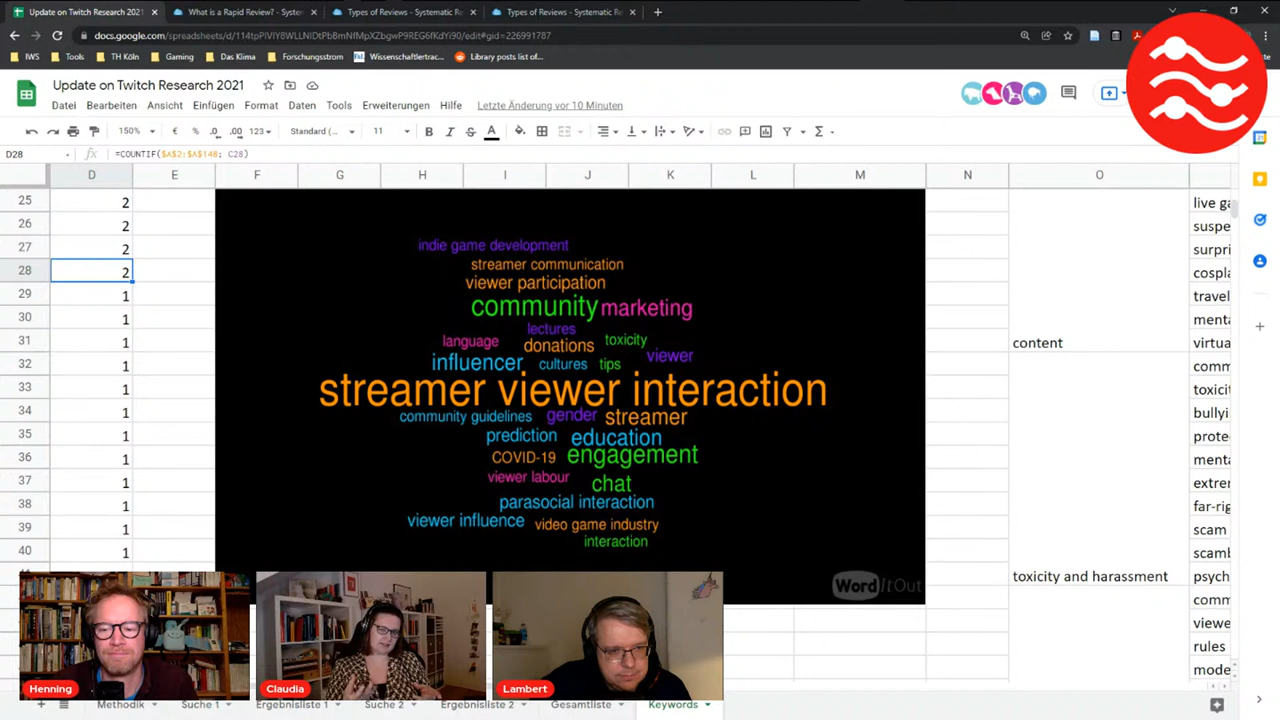 Update on Twitch Research 2021
What is a Rapid Review? - Syster
Types of Reviews - Systematic Re
Types of Reviews - Systematic Re
IWS
Tools
TH Köln
Gaming
Das Klima
Forschungsstrom
Wissenschaftlertrac...
Library posts list of...
Update on Twitch Research 2021
Datei Bearbeiten Ansicht Einfügen Format Daten Tools Erweiterungen Hilfe Letzte Änderung vor 10 Minuten
150% € % .0 .00 123 Standard (... 11 B I S A
D28 fx =COUNTIF($A$2:$A$148; C28)
D E F G H I J K L M N O
25 2 live ga
26 2 suspe
27 2 surpri
28 2 cospla
29 1 travel
30 1 menta
31 1 content virtua
32 1 comm
33 1 toxicit
34 1 bullyi
35 1 prote
36 1 menta
37 1 extrer
38 1 far-rig
39 1 scam
40 1 scamb
toxicity and harassment psych
comm
viewe
rules
mode
indie game development
streamer communication
viewer participation
community marketing
lectures
language donations toxicity
influencer cultures tips viewer
streamer viewer interaction
community guidelines gender streamer
prediction education
COVID-19 engagement
viewer labour chat
parasocial interaction
viewer influence video game industry
interaction
WordItOut
Henning
Claudia
Lambert
Methodik Suche 1 Ergebnisliste 1 Suche 2 Ergebnisliste 2 Gesamtliste Keywords